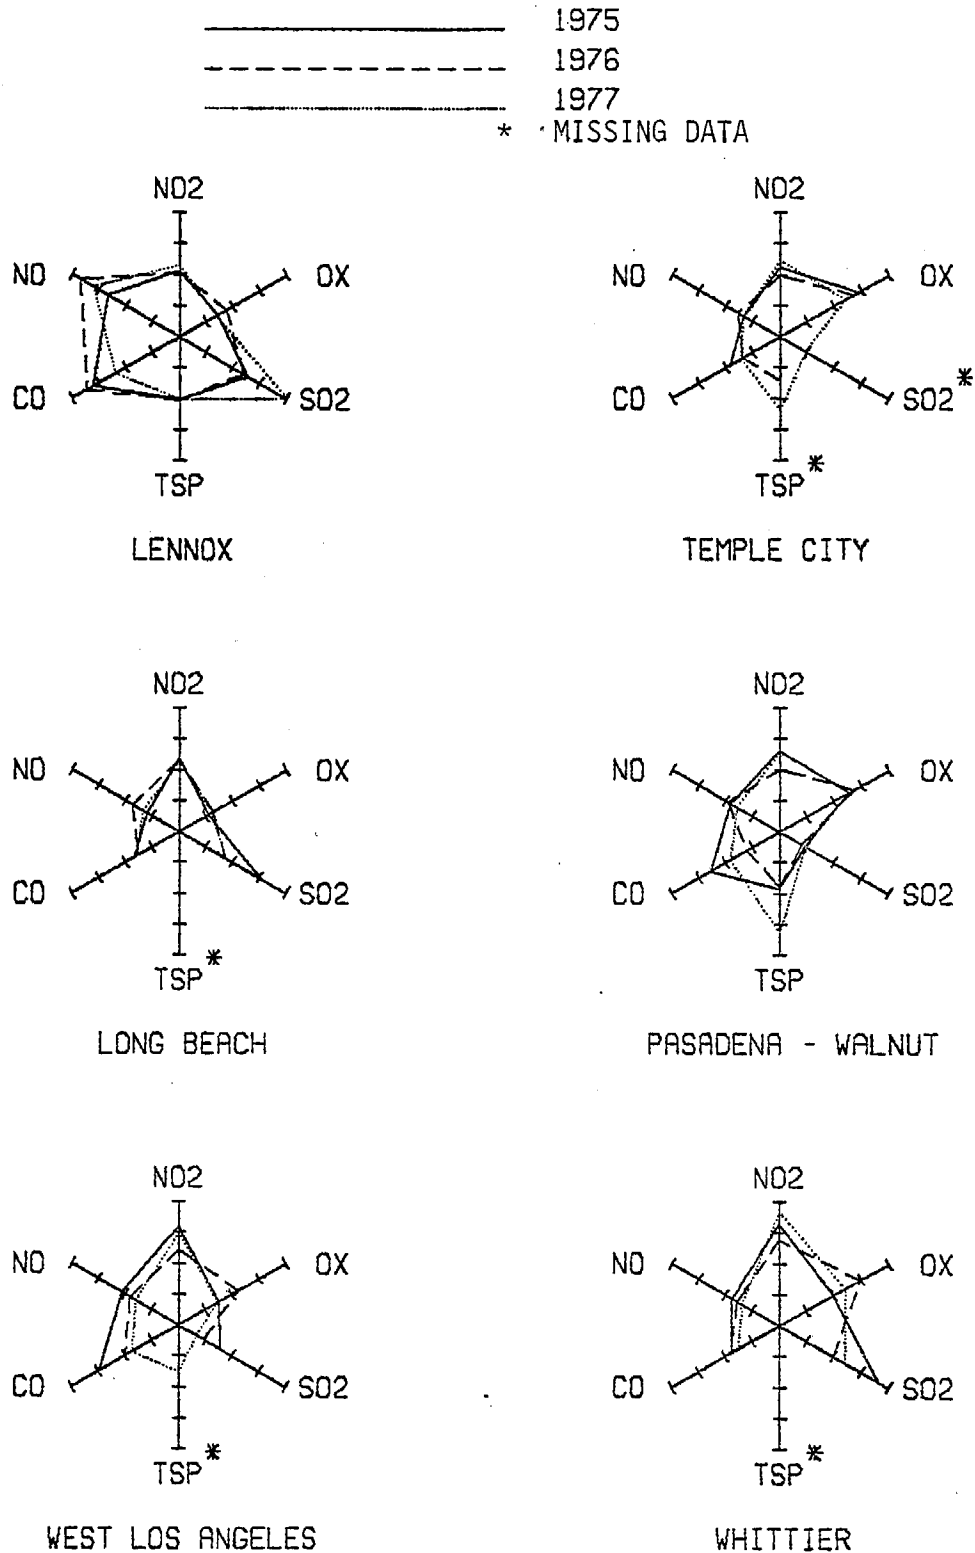 1975
1976
1977
* MISSING DATA
NO2
NO
OX
CO
SO2
TSP
LENNOX
NO2
NO
OX
CO
SO2*
TSP*
TEMPLE CITY
NO2
NO
OX
CO
SO2
TSP*
LONG BEACH
NO2
NO
OX
CO
SO2
TSP
PASADENA - WALNUT
NO2
NO
OX
CO
SO2
TSP*
WEST LOS ANGELES
NO2
NO
OX
CO
SO2
TSP*
WHITTIER